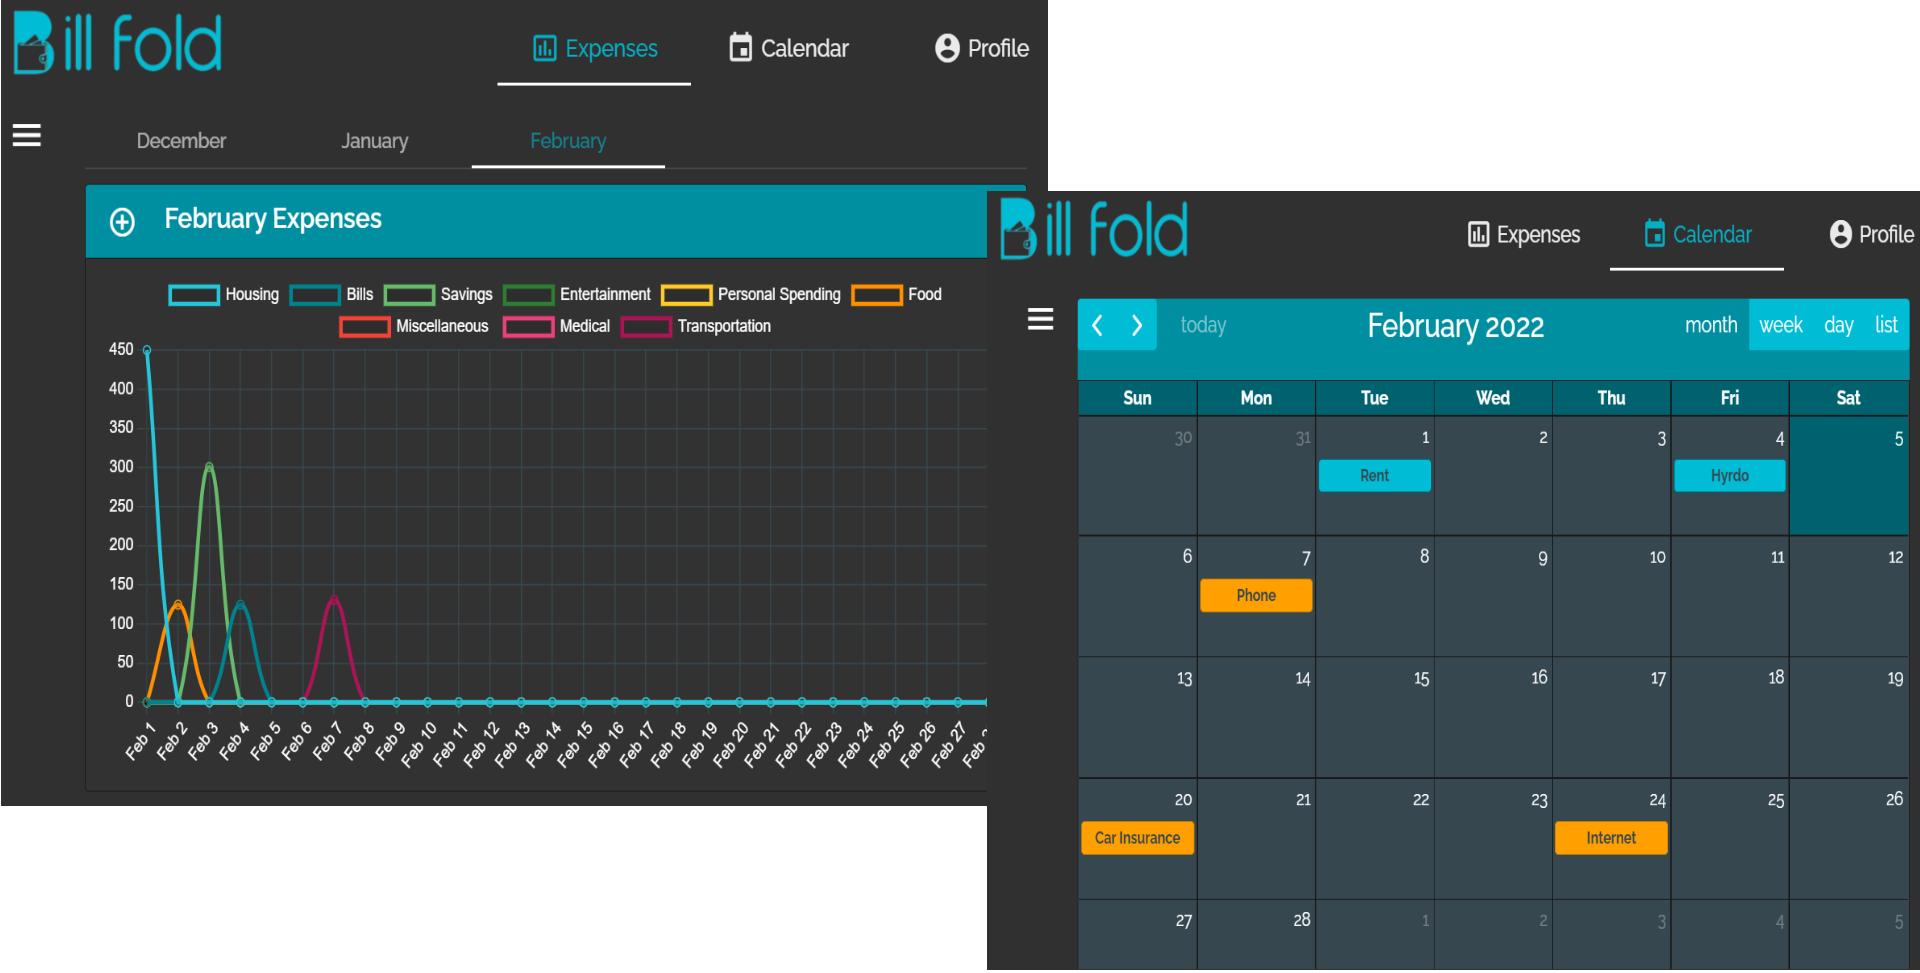 Bill fold
Expenses
Calendar
Profile
December
January
February
February Expenses
Housing Bills Savings Entertainment Personal Spending Food
Miscellaneous Medical Transportation
450
400
350
300
250
200
150
100
50
0
Feb 1 Feb 2 Feb 3 Feb 4 Feb 5 Feb 6 Feb 7 Feb 8 Feb 9 Feb 10 Feb 11 Feb 12 Feb 13 Feb 14 Feb 15 Feb 16 Feb 17 Feb 18 Feb 19 Feb 20 Feb 21 Feb 22 Feb 23 Feb 24 Feb 25 Feb 26 Feb 27 Feb
Bill fold
Expenses
Calendar
Profile
today
February 2022
month week day list
Sun Mon Tue Wed Thu Fri Sat
30 31 1 2 3 4 5
Rent Hyrdo
6 7 8 9 10 11 12
Phone
13 14 15 16 17 18 19
20 21 22 23 24 25 26
Car Insurance Internet
27 28 1 2 3 4 5